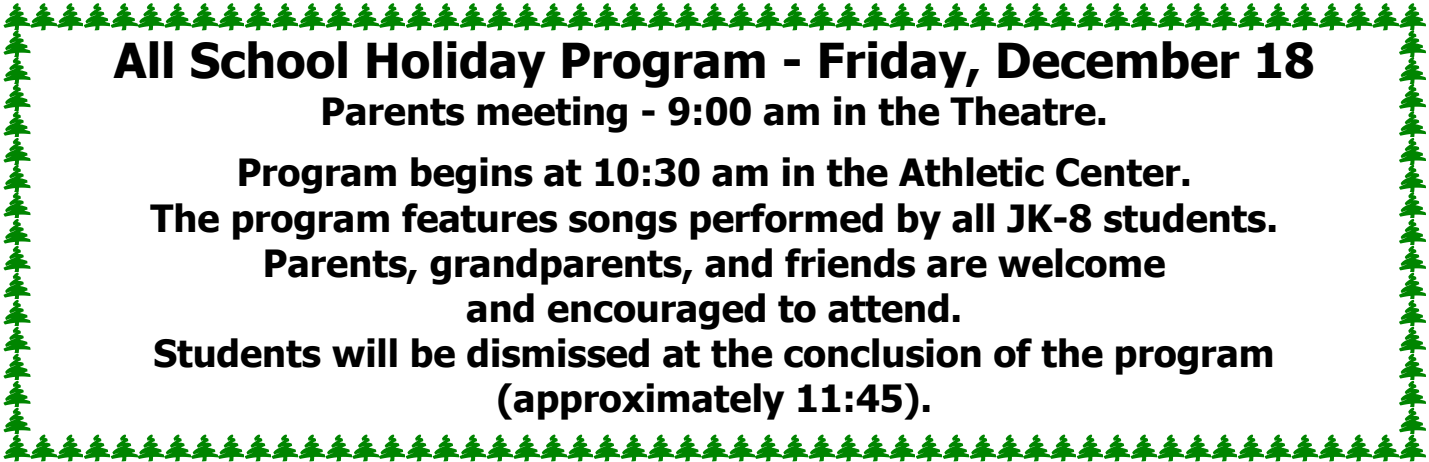 All School Holiday Program - Friday, December 18
Parents meeting - 9:00 am in the Theatre.
Program begins at 10:30 am in the Athletic Center.
The program features songs performed by all JK-8 students.
Parents, grandparents, and friends are welcome
and encouraged to attend.
Students will be dismissed at the conclusion of the program
(approximately 11:45).